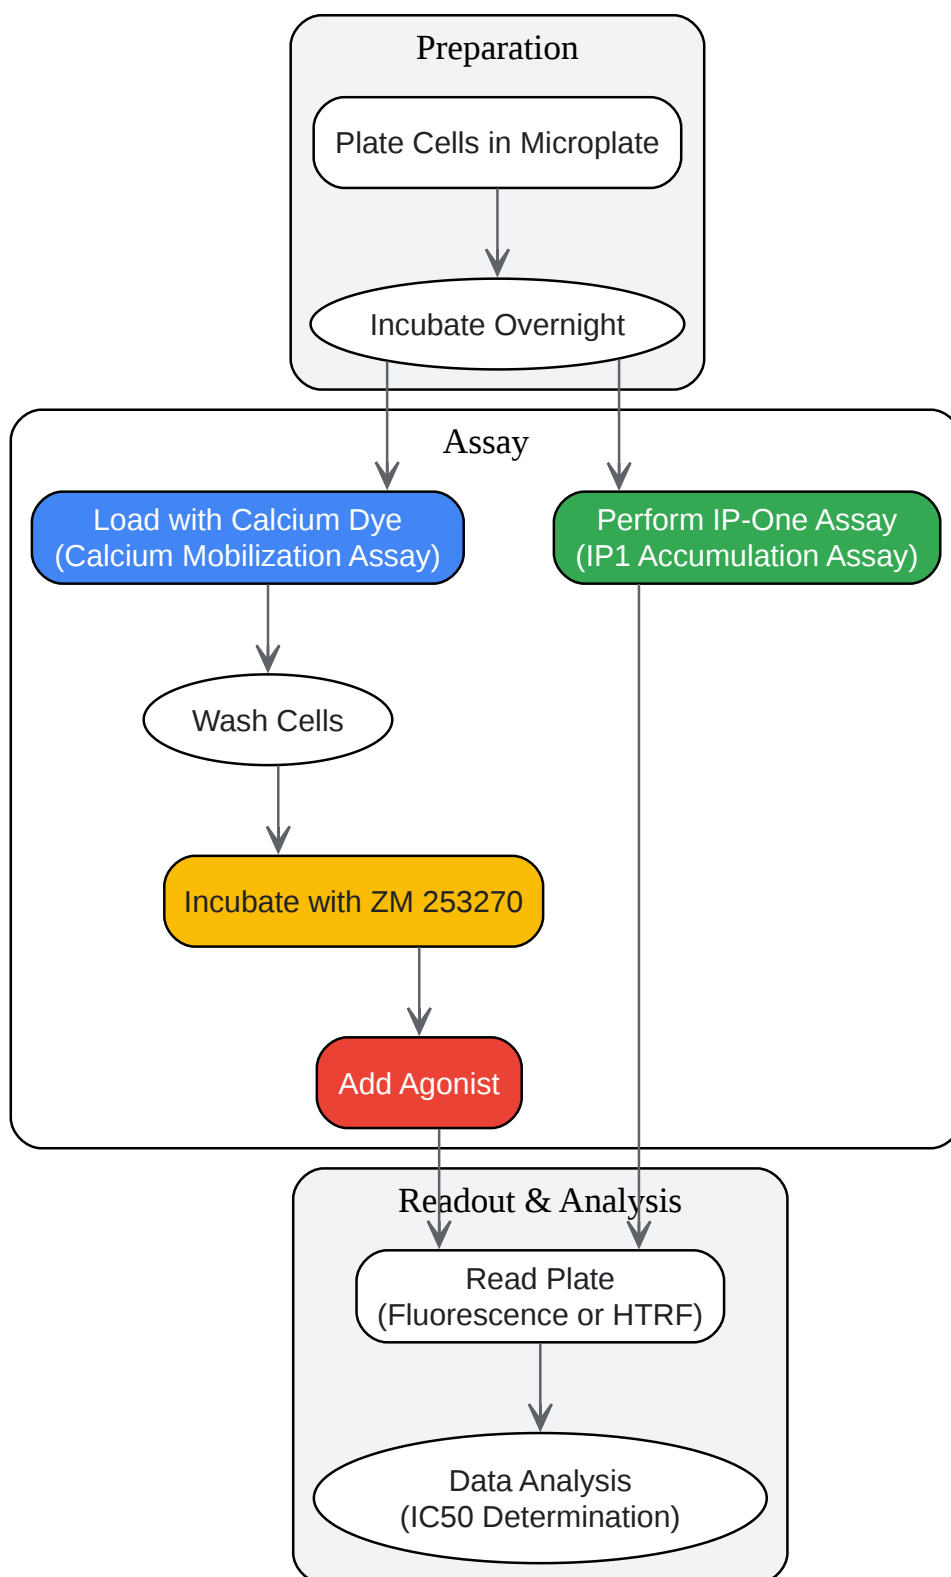 Preparation
Plate Cells in Microplate
Incubate Overnight
Assay
Load with Calcium Dye
(Calcium Mobilization Assay)
Perform IP-One Assay
(IP1 Accumulation Assay)
Wash Cells
Incubate with ZM 253270
Add Agonist
Readout & Analysis
Read Plate
(Fluorescence or HTRF)
Data Analysis
(IC50 Determination)